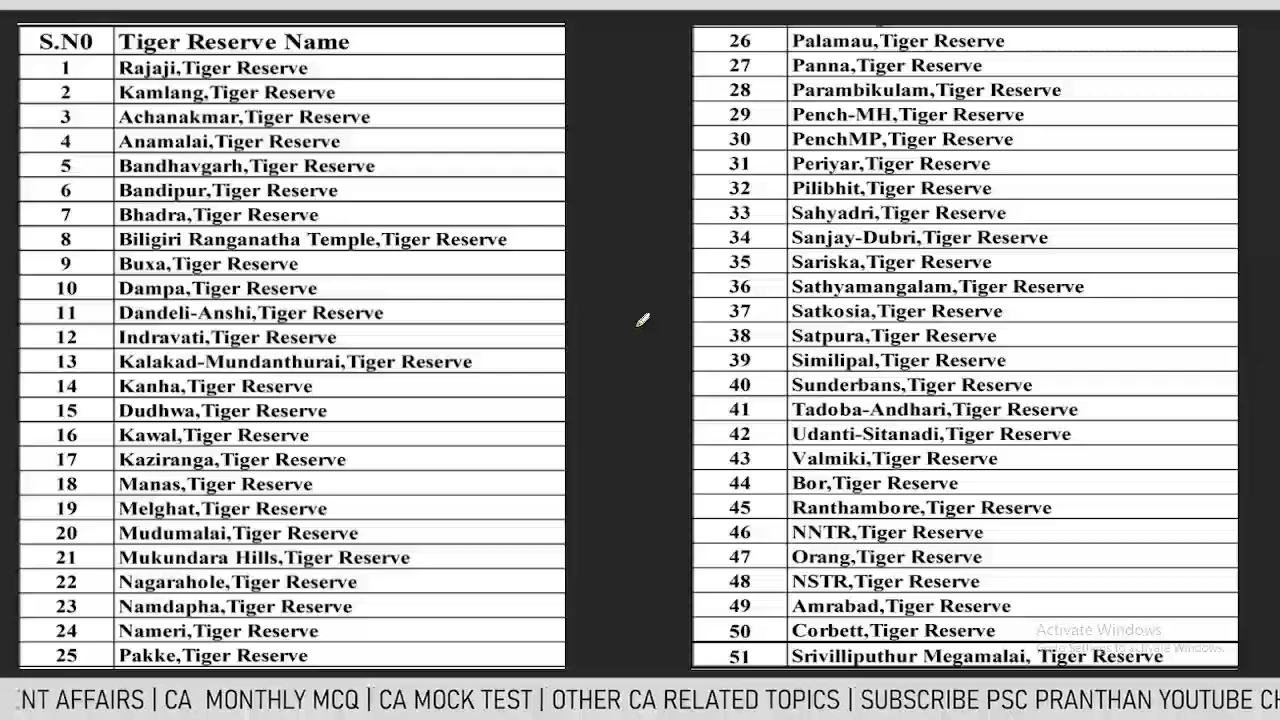 S.N0 Tiger Reserve Name
1 Rajaji,Tiger Reserve
2 Kamlang,Tiger Reserve
3 Achanakmar,Tiger Reserve
4 Anamalai,Tiger Reserve
5 Bandhavgarh,Tiger Reserve
6 Bandipur,Tiger Reserve
7 Bhadra,Tiger Reserve
8 Biligiri Ranganatha Temple,Tiger Reserve
9 Buxa,Tiger Reserve
10 Dampa,Tiger Reserve
11 Dandeli-Anshi,Tiger Reserve
12 Indravati,Tiger Reserve
13 Kalakad-Mundanthurai,Tiger Reserve
14 Kanha,Tiger Reserve
15 Dudhwa,Tiger Reserve
16 Kawal,Tiger Reserve
17 Kaziranga,Tiger Reserve
18 Manas,Tiger Reserve
19 Melghat,Tiger Reserve
20 Mudumalai,Tiger Reserve
21 Mukundara Hills,Tiger Reserve
22 Nagarahole,Tiger Reserve
23 Namdapha,Tiger Reserve
24 Nameri,Tiger Reserve
25 Pakke,Tiger Reserve
26 Palamau,Tiger Reserve
27 Panna,Tiger Reserve
28 Parambikulam,Tiger Reserve
29 Pench-MH,Tiger Reserve
30 PenchMP,Tiger Reserve
31 Periyar,Tiger Reserve
32 Pilibhit,Tiger Reserve
33 Sahyadri,Tiger Reserve
34 Sanjay-Dubri,Tiger Reserve
35 Sariska,Tiger Reserve
36 Sathyamangalam,Tiger Reserve
37 Satkosia,Tiger Reserve
38 Satpura,Tiger Reserve
39 Similipal,Tiger Reserve
40 Sunderbans,Tiger Reserve
41 Tadoba-Andhari,Tiger Reserve
42 Udanti-Sitanadi,Tiger Reserve
43 Valmiki,Tiger Reserve
44 Bor,Tiger Reserve
45 Ranthambore,Tiger Reserve
46 NNTR,Tiger Reserve
47 Orang,Tiger Reserve
48 NSTR,Tiger Reserve
49 Amrabad,Tiger Reserve
50 Corbett,Tiger Reserve
51 Srivilliputhur Megamalai, Tiger Reserve
Activate Windows
NT AFFAIRS | CA MONTHLY MCQ | CA MOCK TEST | OTHER CA RELATED TOPICS | SUBSCRIBE PSC PRANTHAN YOUTUBE CH